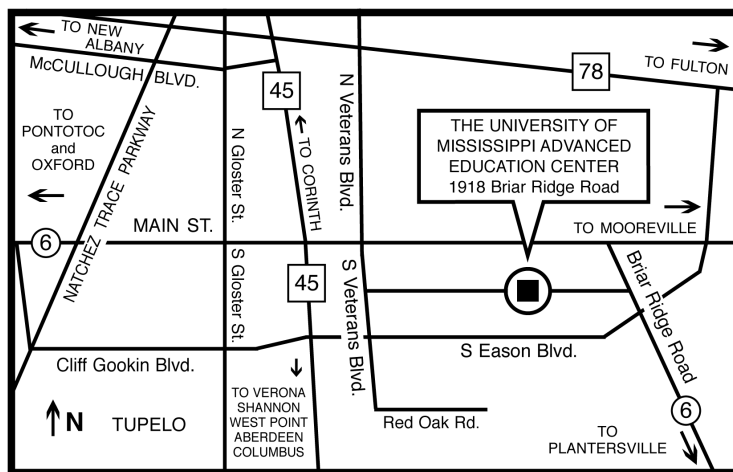 TO NEW
ALBANY
McCULLOUGH BLVD.
TO
PONTOTOC
and
OXFORD
NATCHEZ TRACE PARKWAY
MAIN ST.
6
N Gloster St.
S Gloster St.
45
TO CORINTH
45
N Veterans Blvd.
S Veterans Blvd.
78
TO FULTON
THE UNIVERSITY OF
MISSISSIPPI ADVANCED
EDUCATION CENTER
1918 Briar Ridge Road
TO MOOREVILLE
Briar Ridge Road
Cliff Gookin Blvd.
S Eason Blvd.
N
TUPELO
TO VERONA
SHANNON
WEST POINT
ABERDEEN
COLUMBUS
Red Oak Rd.
6
TO
PLANTERSVILLE